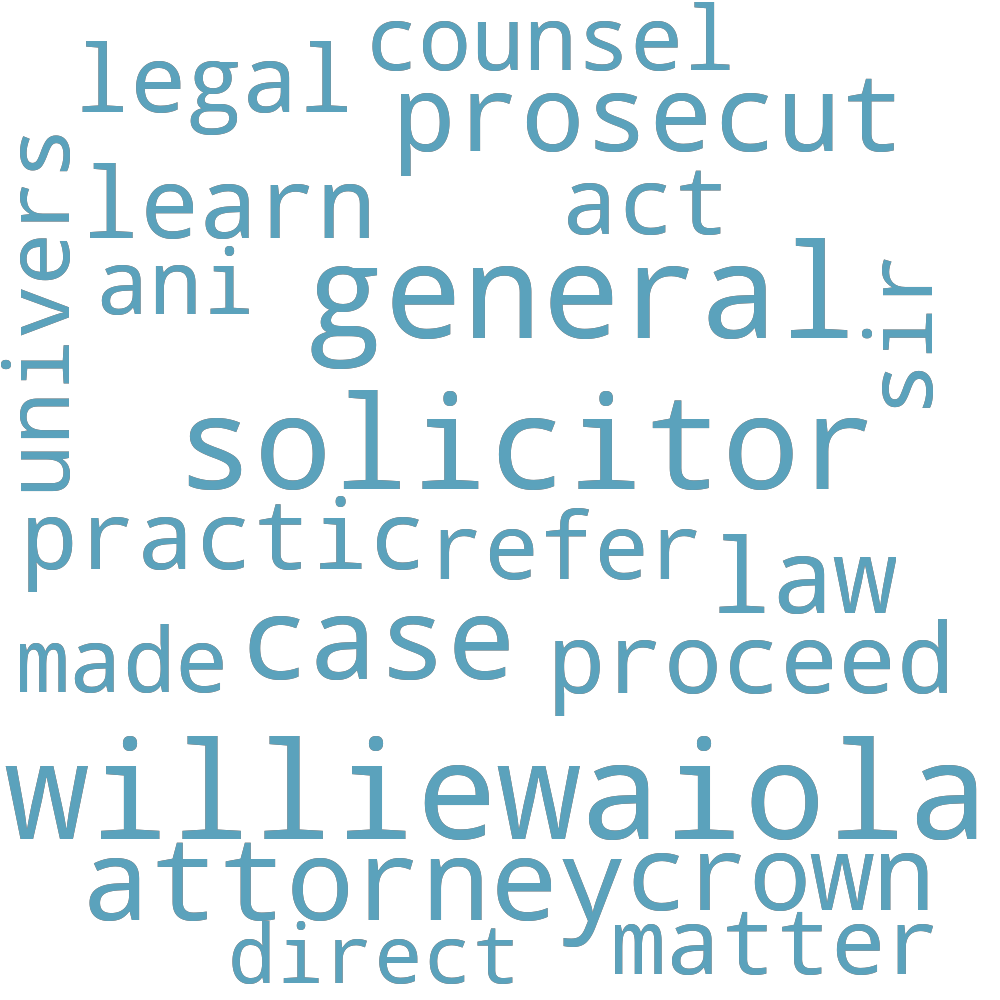 counsel
legal
prosecut
univers
learn
act
ani
general
sir
solicitor
practic
refer
law
made
case
proceed
williewaiola
attorney
crown
direct
matter